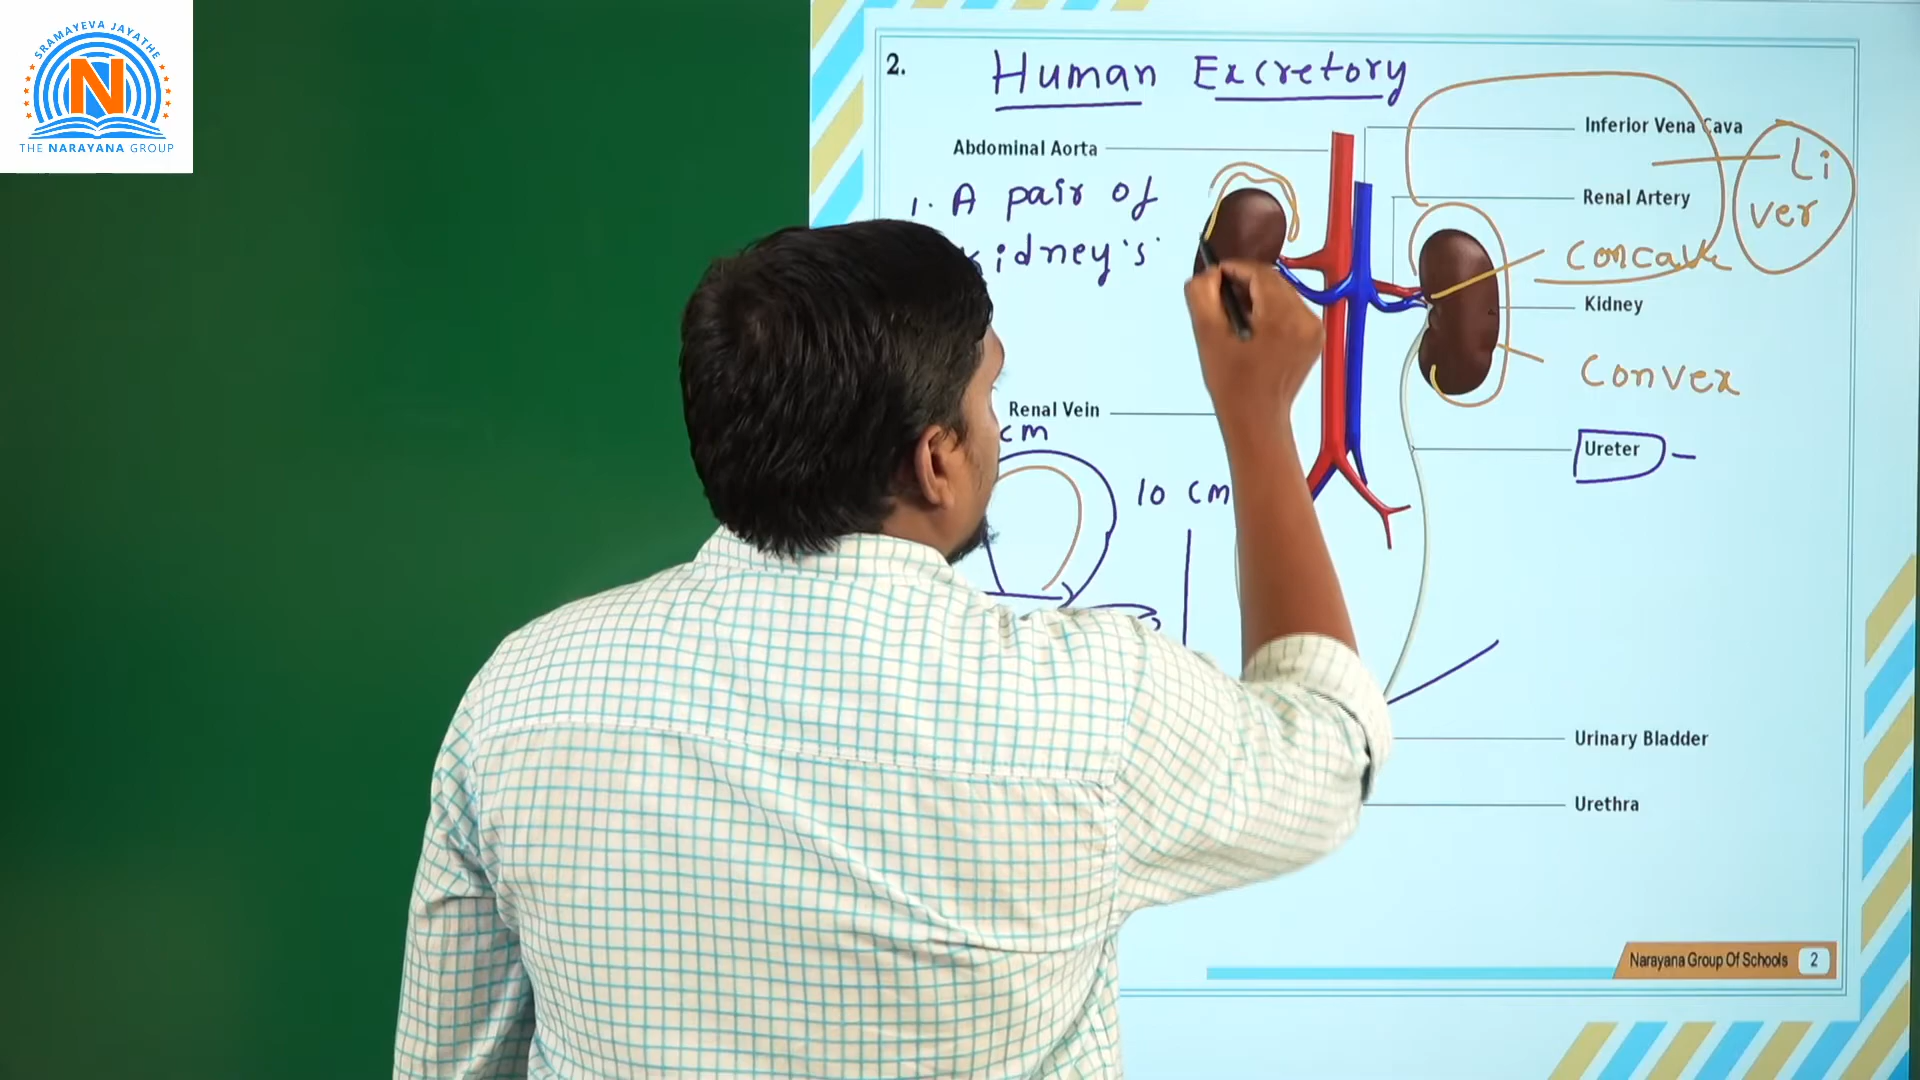 SRAMAYEVA JAYATHE
N
THE NARAYANA GROUP
2.
Human Excretory
Inferior Vena Cava
Abdominal Aorta
Li
ver
1. A pair of
Renal Artery
kidney's
Concave
Kidney
Convex
Renal Vein
cm
Ureter
10 cm
Urinary Bladder
Urethra
Narayana Group Of Schools 2